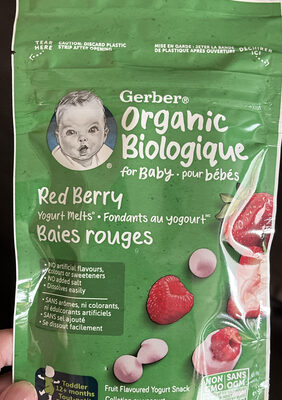 TEAR HERE
CAUTION: DISCARD PLASTIC STRIP AFTER OPENING
MISE EN GARDE: JETER LA BANDE DE PLASTIQUE APRÈS OUVERTURE
DÉCHIRER ICI
Gerber®
Organic
Biologique
for Baby • pour bébés
Red Berry
Yogurt Melts® • Fondants au yogourt™
Baies rouges
• NO artificial flavours,
colours or sweeteners
• NO added salt
• Dissolves easily
• SANS arômes, ni colorants,
ni édulcorants artificiels
• SANS sel ajouté
• Se dissout facilement
Toddler
12+ months
Fruit Flavoured Yogurt Snack
NON GMO
SANS OGM